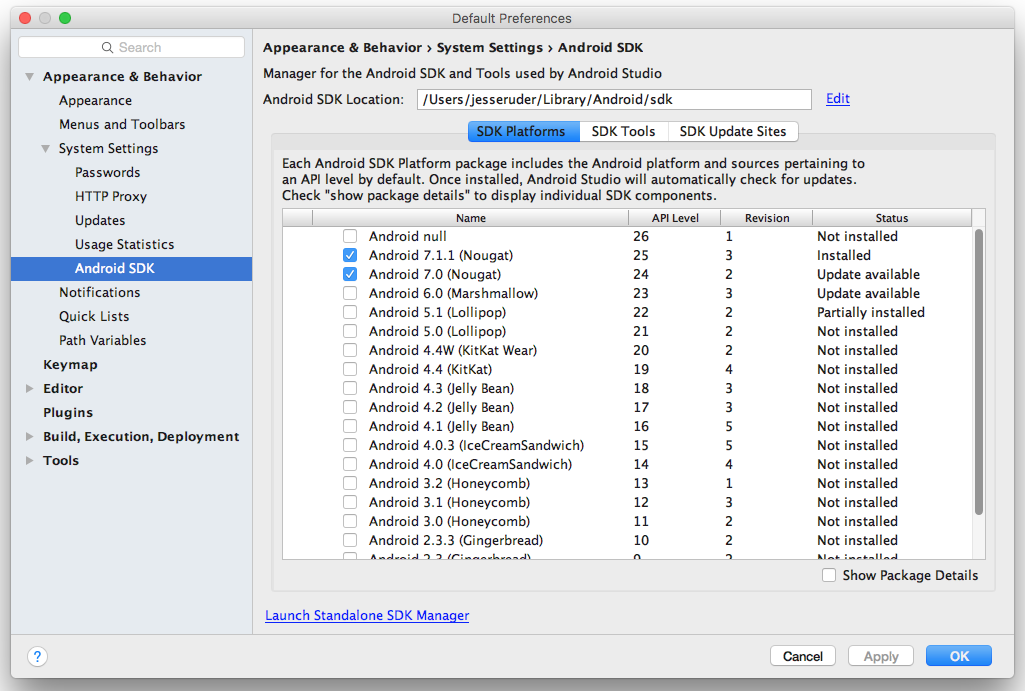 Default Preferences
Search
Appearance & Behavior
Appearance
Menus and Toolbars
System Settings
Passwords
HTTP Proxy
Updates
Usage Statistics
Android SDK
Notifications
Quick Lists
Path Variables
Keymap
Editor
Plugins
Build, Execution, Deployment
Tools
Appearance & Behavior › System Settings › Android SDK
Manager for the Android SDK and Tools used by Android Studio
Android SDK Location: /Users/jesseruder/Library/Android/sdk Edit
SDK Platforms SDK Tools SDK Update Sites
Each Android SDK Platform package includes the Android platform and sources pertaining to
an API level by default. Once installed, Android Studio will automatically check for updates.
Check "show package details" to display individual SDK components.
Name API Level Revision Status
Android null 26 1 Not installed
Android 7.1.1 (Nougat) 25 3 Installed
Android 7.0 (Nougat) 24 2 Update available
Android 6.0 (Marshmallow) 23 3 Update available
Android 5.1 (Lollipop) 22 2 Partially installed
Android 5.0 (Lollipop) 21 2 Not installed
Android 4.4W (KitKat Wear) 20 2 Not installed
Android 4.4 (KitKat) 19 4 Not installed
Android 4.3 (Jelly Bean) 18 3 Not installed
Android 4.2 (Jelly Bean) 17 3 Not installed
Android 4.1 (Jelly Bean) 16 5 Not installed
Android 4.0.3 (IceCreamSandwich) 15 5 Not installed
Android 4.0 (IceCreamSandwich) 14 4 Not installed
Android 3.2 (Honeycomb) 13 1 Not installed
Android 3.1 (Honeycomb) 12 3 Not installed
Android 3.0 (Honeycomb) 11 2 Not installed
Android 2.3.3 (Gingerbread) 10 2 Not installed
Android 2.3 (Gingerbread) 9 2 Not installed
Show Package Details
Launch Standalone SDK Manager
? Cancel Apply OK